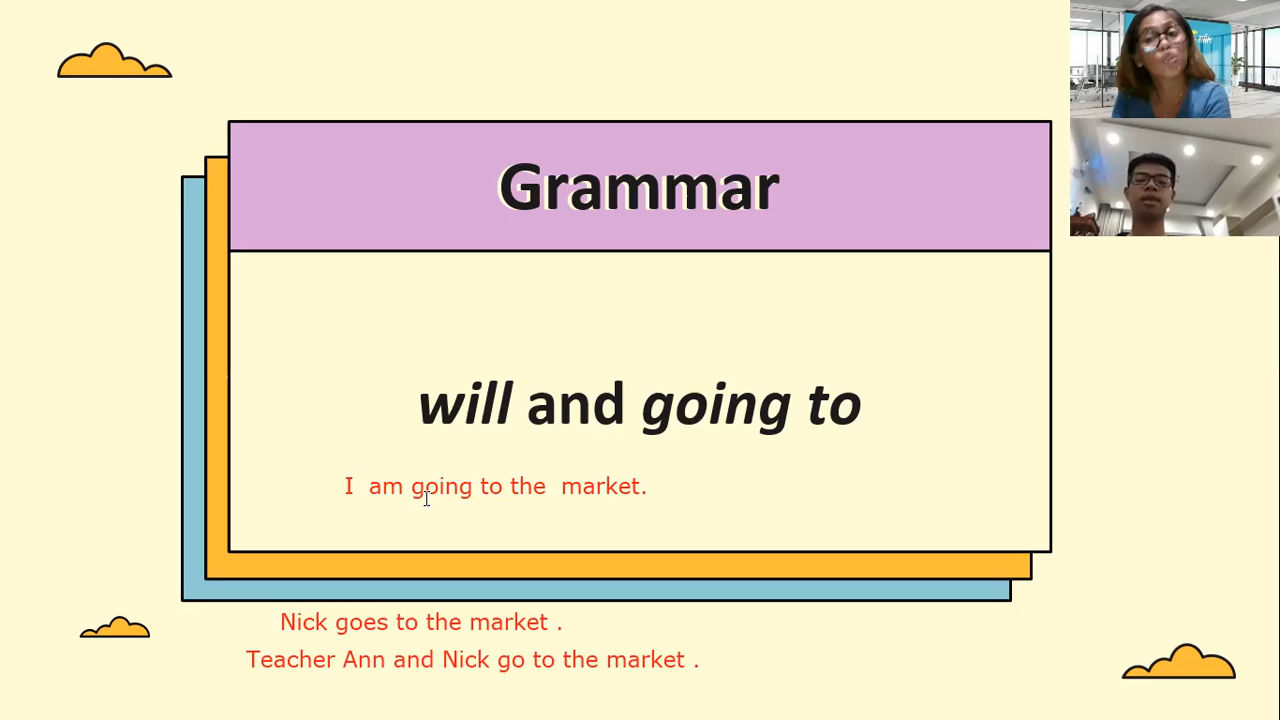 Grammar
will and going to
I am going to the market.
Nick goes to the market .
Teacher Ann and Nick go to the market .